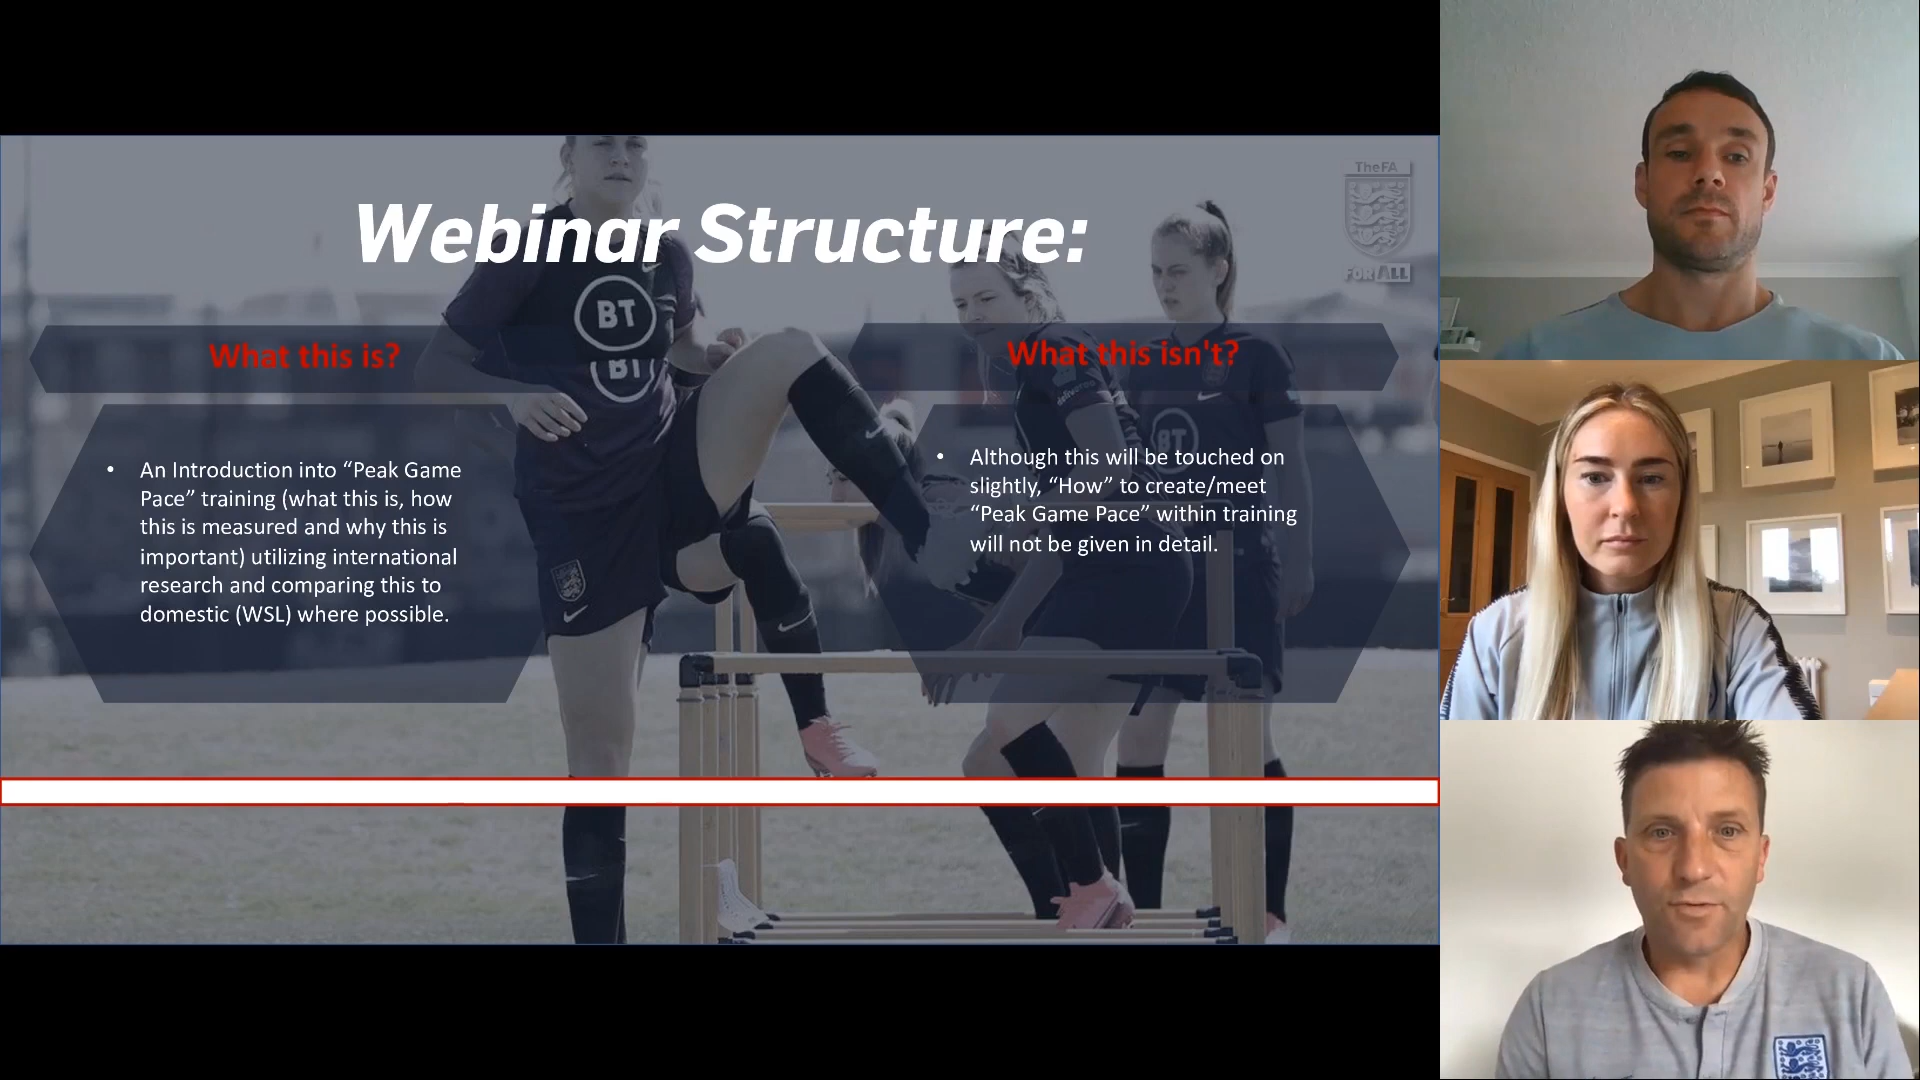 TheFA
FOR ALL
Webinar Structure:
BT
BT
What this is?
• An Introduction into “Peak Game
Pace” training (what this is, how
this is measured and why this is
important) utilizing international
research and comparing this to
domestic (WSL) where possible.
What this isn't?
deliveroo
BT
• Although this will be touched on
slightly, “How” to create/meet
“Peak Game Pace” within training
will not be given in detail.